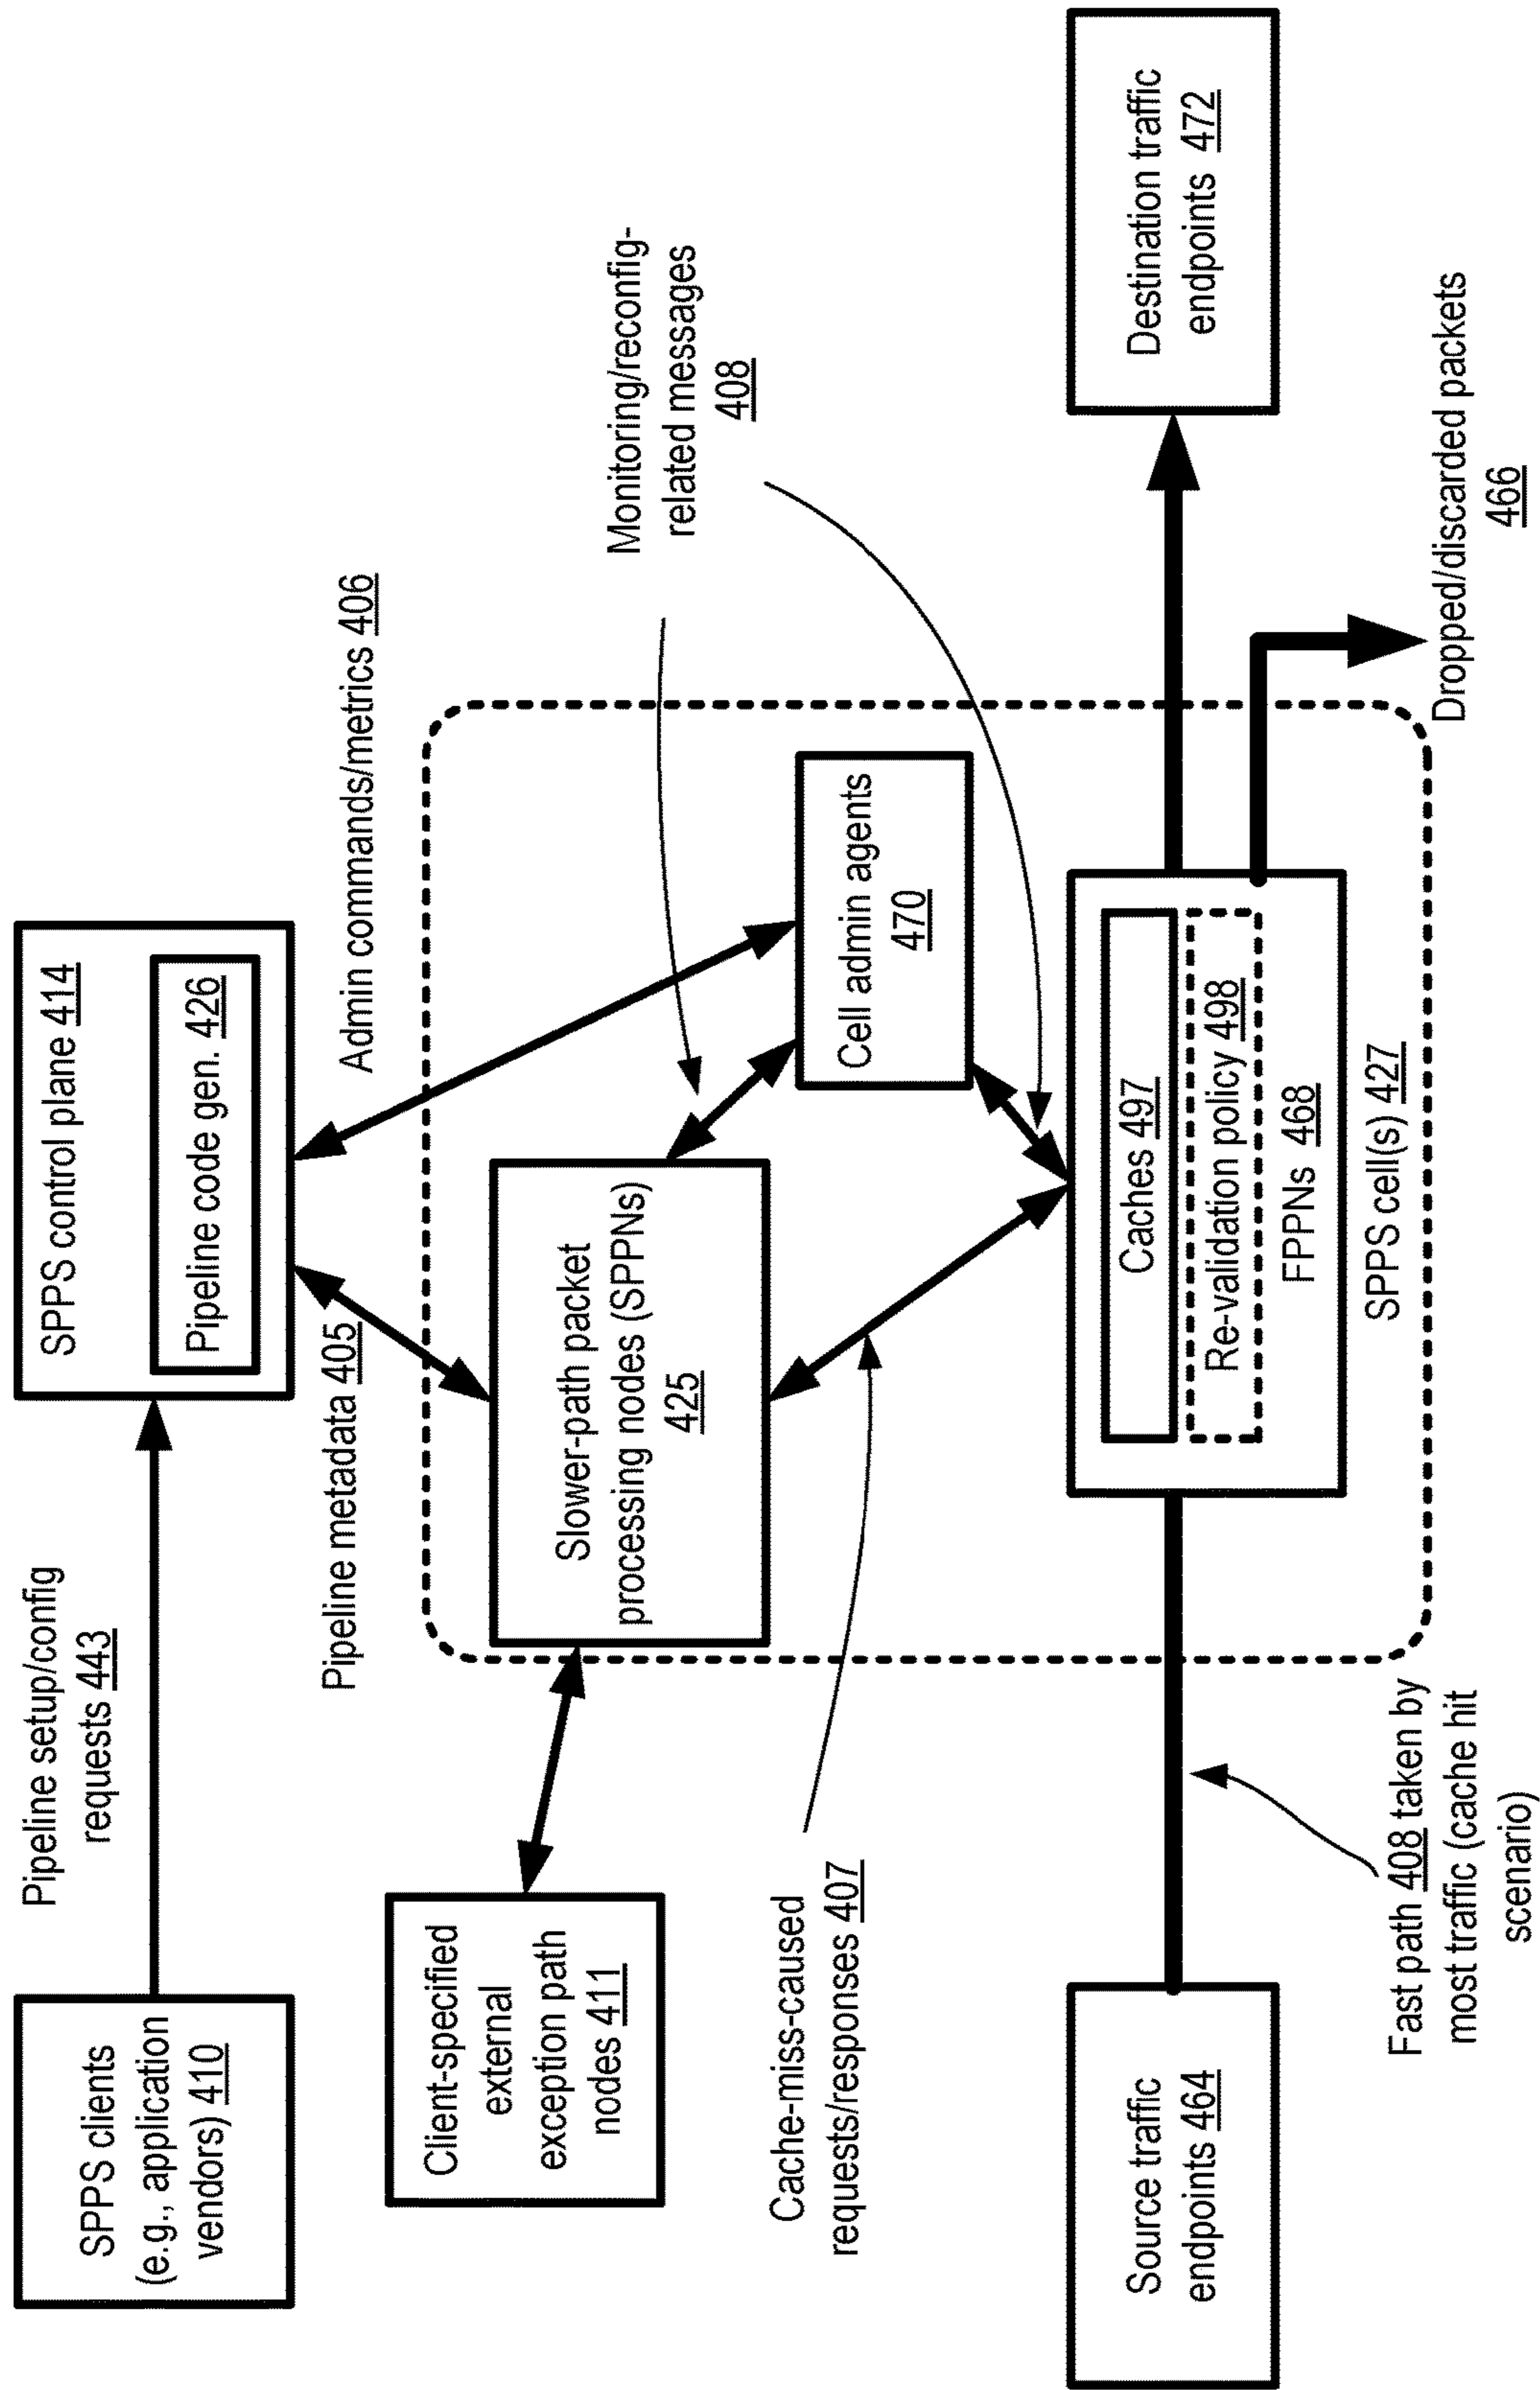 SPPS clients
(e.g., application
vendors) 410
Pipeline setup/config
requests 443
SPPS control plane 414
Pipeline code gen. 426
Pipeline metadata 405
Admin commands/metrics 406
Client-specified
external
exception path
nodes 411
Slower-path packet
processing nodes (SPPNs)
425
Monitoring/reconfig-
related messages
408
Cell admin agents
470
Cache-miss-caused
requests/responses 407
Source traffic
endpoints 464
Caches 497
Re-validation policy 498
FPPNs 468
SPPS cell(s) 427
Destination traffic
endpoints 472
Fast path 408 taken by
most traffic (cache hit
scenario)
Dropped/discarded packets
466